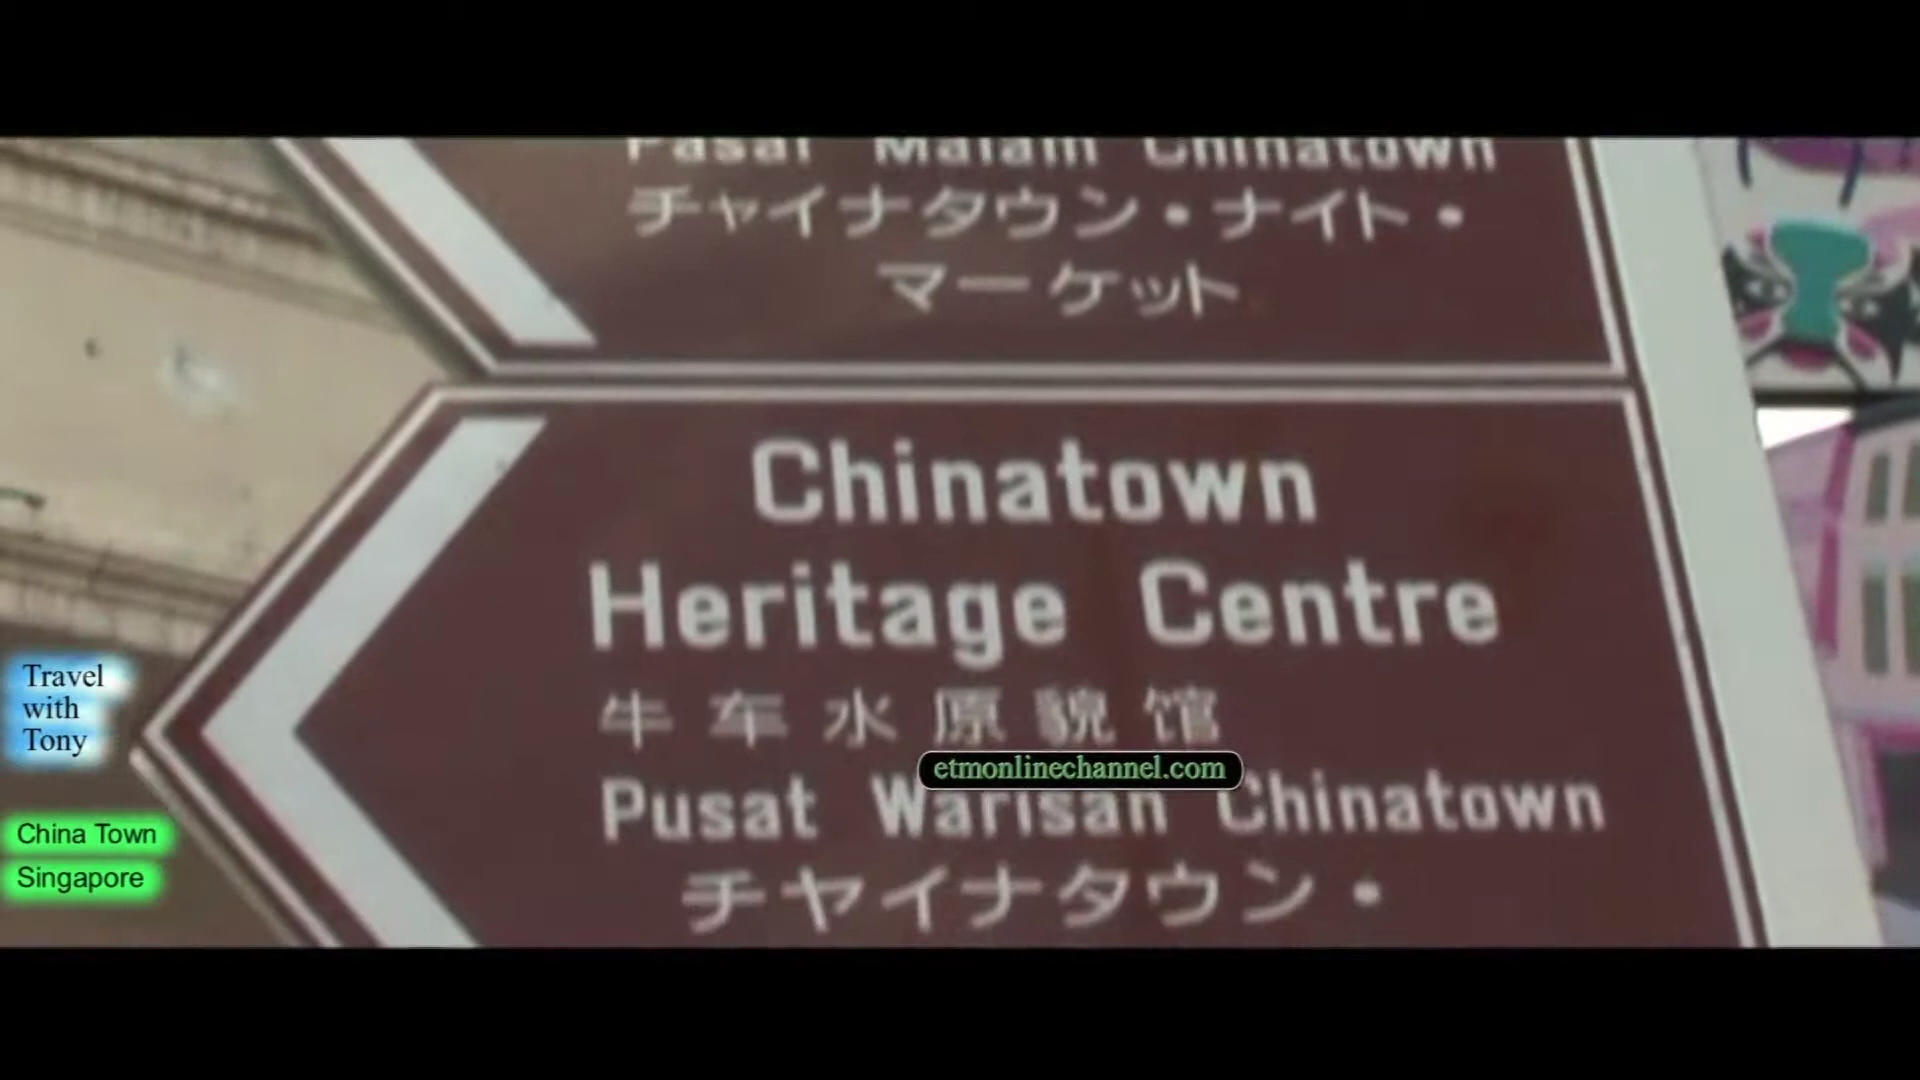 Pasar Malam Chinatown
チャイナタウン・ナイト・
マーケット
Chinatown
Heritage Centre
牛车水原貌馆
Pusat Warisan Chinatown
チャイナタウン・
etmonlinechannel.com
Travel
with
Tony
China Town
Singapore